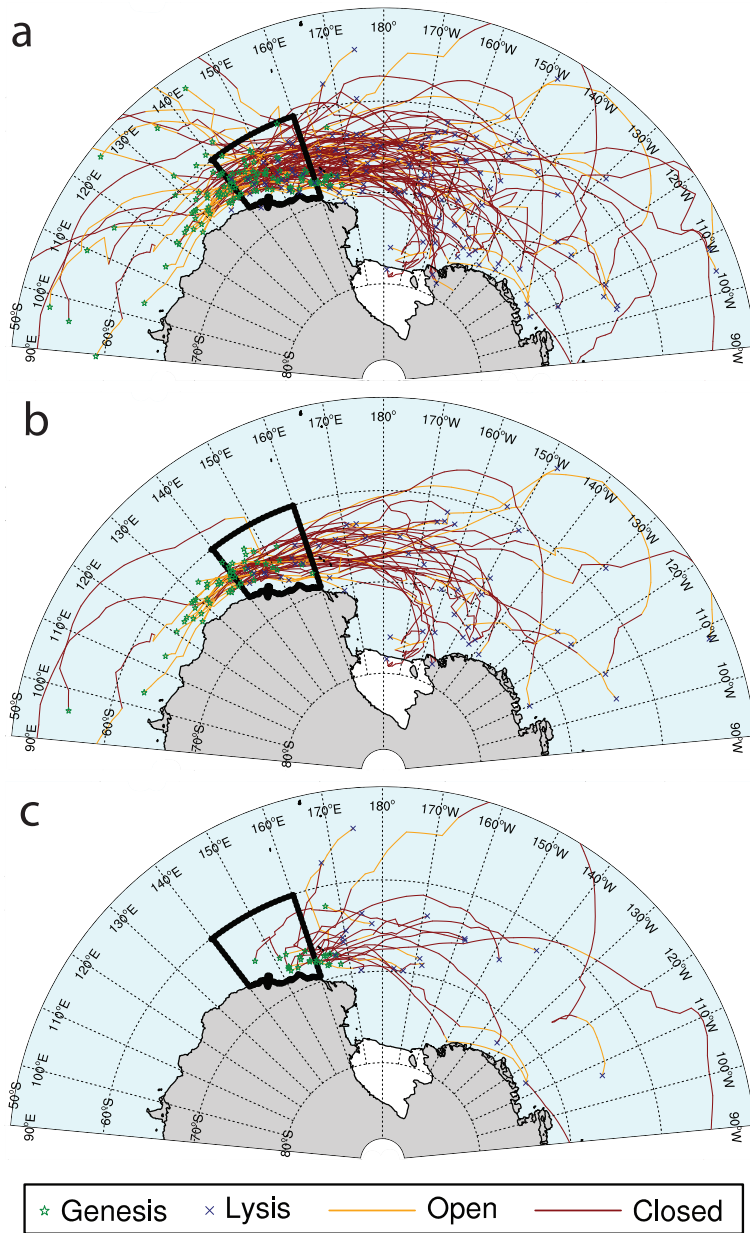 a
50°S
90°E
100°E
110°E
120°E
130°E
140°E
150°E
160°E
170°E
180°
170°W
160°W
150°W
140°W
130°W
120°W
110°W
100°W
90°W
60°S
70°S
80°S
b
50°S
90°E
100°E
110°E
120°E
130°E
140°E
150°E
160°E
170°E
180°
170°W
160°W
150°W
140°W
130°W
120°W
110°W
100°W
90°W
60°S
70°S
80°S
c
50°S
90°E
100°E
110°E
120°E
130°E
140°E
150°E
160°E
170°E
180°
170°W
160°W
150°W
140°W
130°W
120°W
110°W
100°W
90°W
60°S
70°S
80°S
Genesis Lysis Open Closed